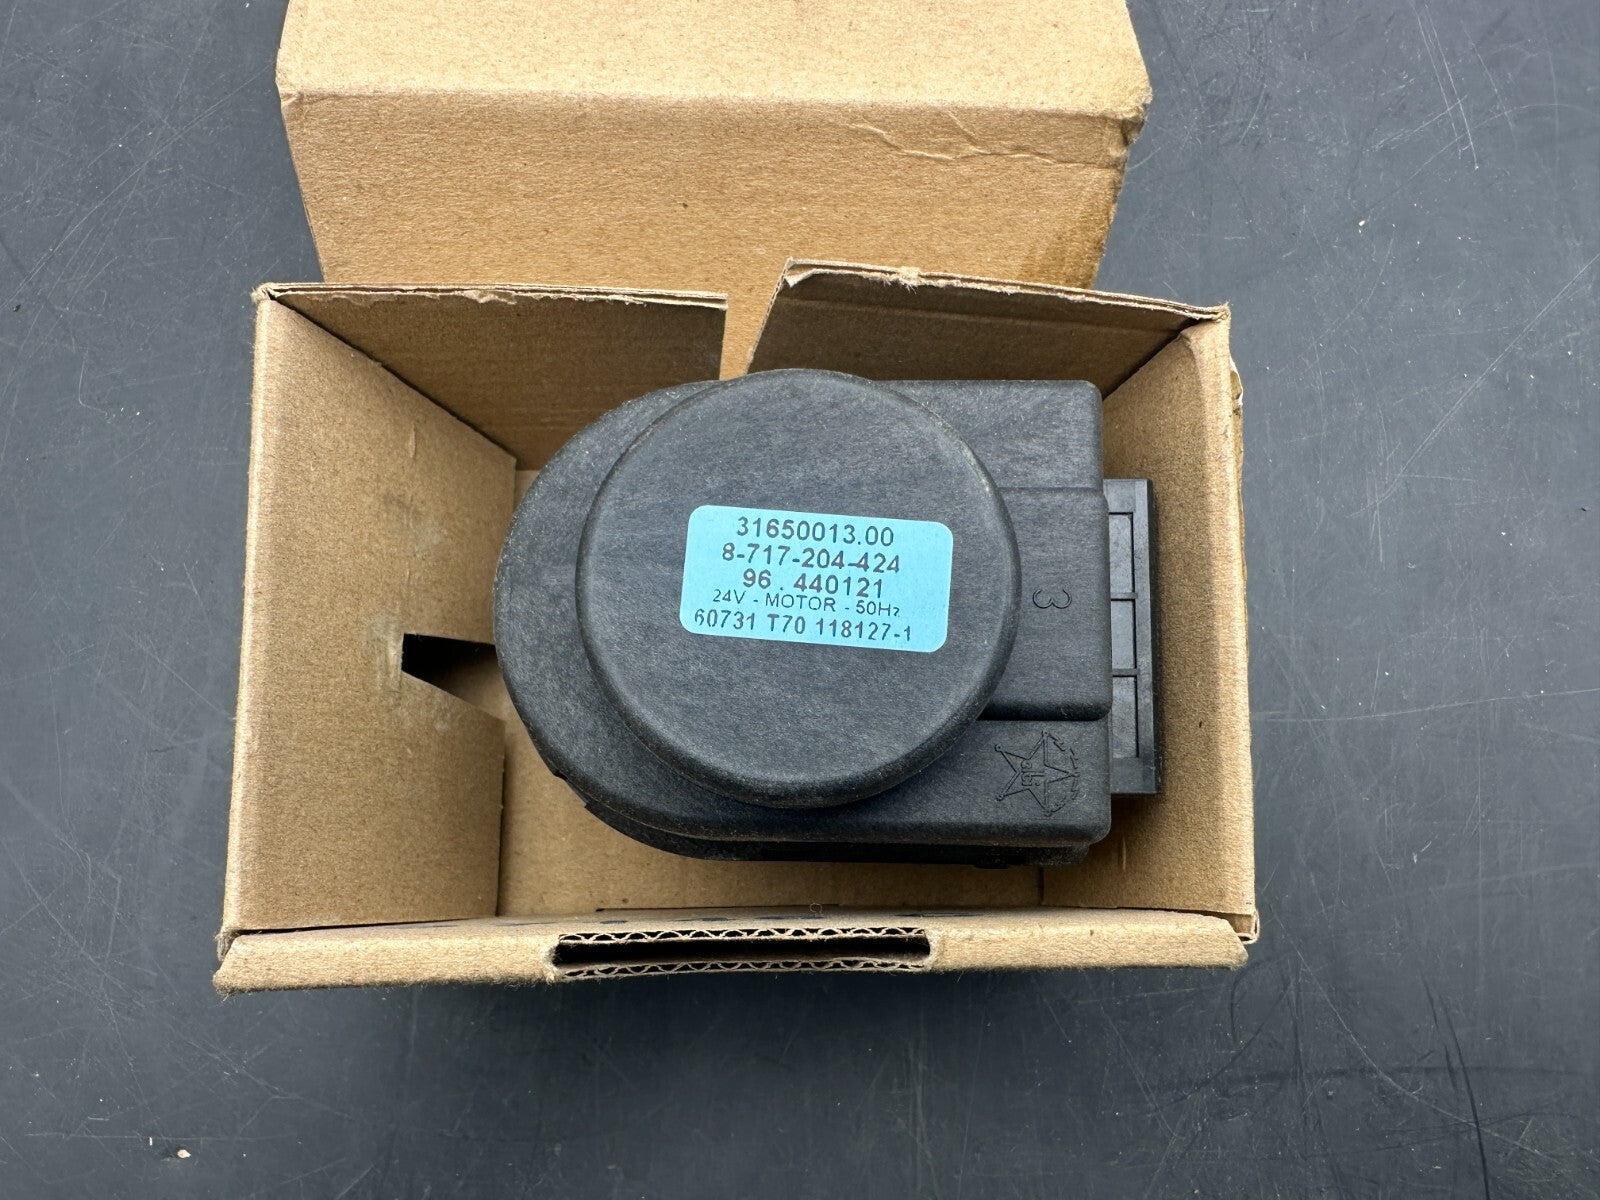 31650013.00
8-717-204-424
96 . 440121
24V - MOTOR - 50Hz
60731 T70 118127-1
3